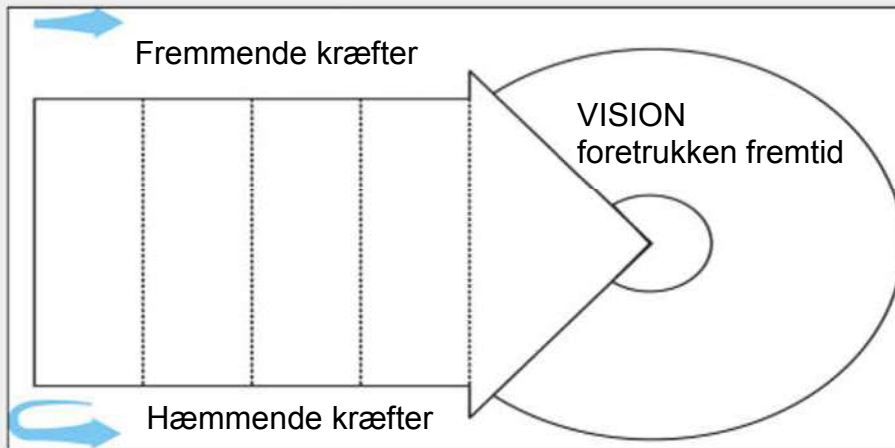 Fremmende kræfter
VISION
foretrukken fremtid
Hæmmende kræfter